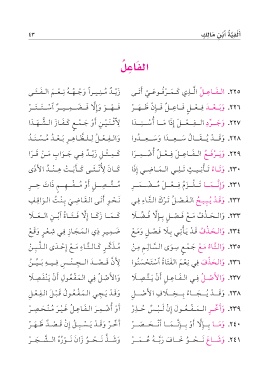 أَلْفِيَّةُ ابْنِ مَالِكٍ ٤٣
الفَاعِلُ
٢٢٥. الفَاعِلُ الَّذِي كَمَرْفُوعَيْ أَتَى زَيْدٌ مُنِيرًا وَجْهُهُ نِعْمَ الفَتَى
٢٢٦. وَبَعْدَ فِعْلٍ فَاعِلٌ فَإِنْ ظَهَرْ فَهْوَ وَإِلَّا فَضَمِيرٌ اسْتَتَرْ
٢٢٧. وَجَرِّدِ الفِعْلَ إِذَا مَا أُسْنِدَا لِاثْنَيْنِ أَوْ جَمْعٍ كَفَازَ الشُّهَدَا
٢٢٨. وَقَدْ يُقَالُ سَعِدَا وَسَعِدُوا وَالفِعْلُ لِلظَّاهِرِ بَعْدُ مُسْنَدُ
٢٢٩. وَيَرْفَعُ الفَاعِلَ فِعْلٌ أُضْمِرَا كَمِثْلِ زَيْدٌ فِي جَوَابِ مَنْ قَرَا
٢٣٠. وَتَاءُ تَأْنِيثٍ تَلِي المَاضِي إِذَا كَانَ لِأُنْثَى كَأَبَتْ هِنْدُ الأَذَى
٢٣١. وَإِنَّمَا تَلْزَمُ فِعْلَ مُضْمَرِ مُتَّصِلٍ أَوْ مُفْهِمٍ ذَاتَ حِرِ
٢٣٢. وَقَدْ يُبِيحُ الفَصْلُ تَرْكَ التَّاءِ فِي نَحْوِ أَتَى القَاضِيَ بِنْتُ الوَاقِفِ
٢٣٣. وَالحَذْفُ مَعْ فَصْلٍ بِإِلَّا فُضِّلَا كَمَا زَكَا إِلَّا فَتَاةُ ابْنِ العَلَا
٢٣٤. وَالحَذْفُ قَدْ يَأْتِي بِلَا فَصْلٍ وَمَعْ ضَمِيرِ ذِي المَجَازِ فِي شِعْرٍ وَقَعْ
٢٣٥. وَالتَّاءُ مَعْ جَمْعٍ سِوَى السَّالِمِ مِنْ مُذَكَّرٍ كَالتَّاءِ مَعْ إِحْدَى اللَّبِنْ
٢٣٦. وَالحَذْفَ فِي نِعْمَ الفَتَاةُ اسْتَحْسَنُوا لِأَنَّ قَصْدَ الجِنْسِ فِيهِ بَيِّنُ
٢٣٧. وَالأَصْلُ فِي الفَاعِلِ أَنْ يَتَّصِلَا وَالأَصْلُ فِي المَفْعُولِ أَنْ يَنْفَصِلَا
٢٣٨. وَقَدْ يُجَاءُ بِخِلَافِ الأَصْلِ وَقَدْ يَجِي المَفْعُولُ قَبْلَ الفِعْلِ
٢٣٩. وَأَخِّرِ المَفْعُولَ إِنْ لَبْسٌ حُذِرْ أَوْ أُضْمِرَ الفَاعِلُ غَيْرَ مُنْحَصِرْ
٢٤٠. وَمَا بِإِلَّا أَوْ بِإِنَّمَا انْحَصَرْ أَخِّرْ وَقَدْ يَسْبِقُ إِنْ قَصْدٌ ظَهَرْ
٢٤١. وَشَاعَ نَحْوُ خَافَ رَبَّهُ عُمَرْ وَشَذَّ نَحْوُ زَانَ نَوْرُهُ الشَّجَرْ